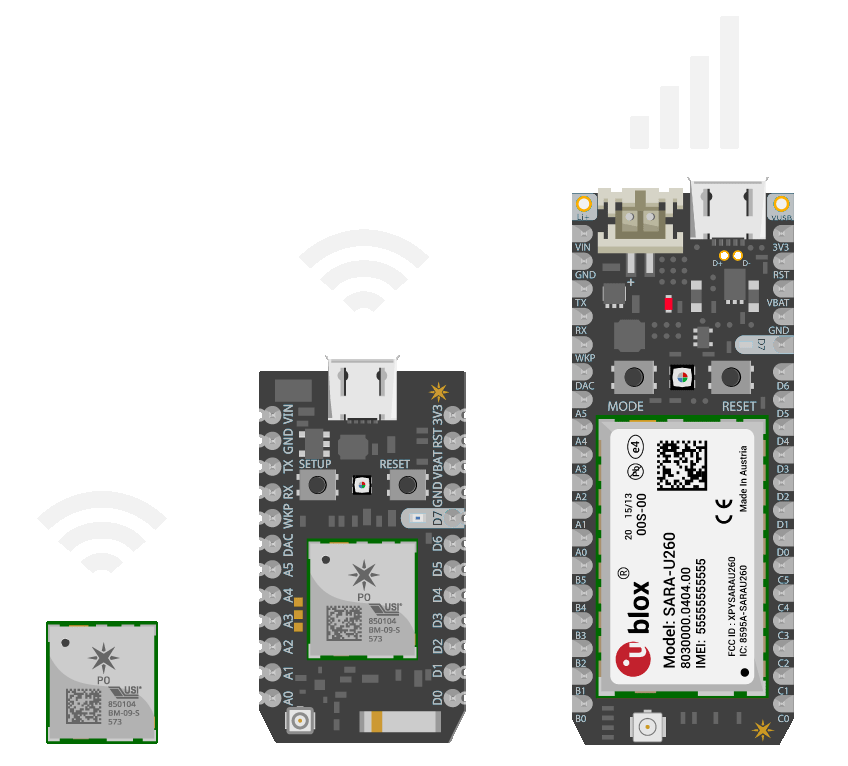 PO
USI®
850104
BM-09-S
573
VIN
GND
TX
RX
WKP
DAC
A5
A4
A3
A2
A1
A0
SETUP
RESET
3V3
RST
VBAT
GND
D7
D6
D5
D4
D3
D2
D1
D0
PO
USI®
850104
BM-09-S
573
Li+
VUSB
VIN
GND
TX
RX
WKP
DAC
A5
A4
A3
A2
A1
A0
B5
B4
B3
B2
B1
B0
D+ D-
+
MODE
RESET
3V3
RST
VBAT
GND
D7
D6
D5
D4
D3
D2
D1
D0
C5
C4
C3
C2
C1
C0
u blox ®
20 15/13
00S-00
Pb e4
Model: SARA-U260
8030000.0404.00
IMEI: 55555555555
CE
Made In Austria
FCC ID : XPYSARAU260
IC: 8595A-SARAU260